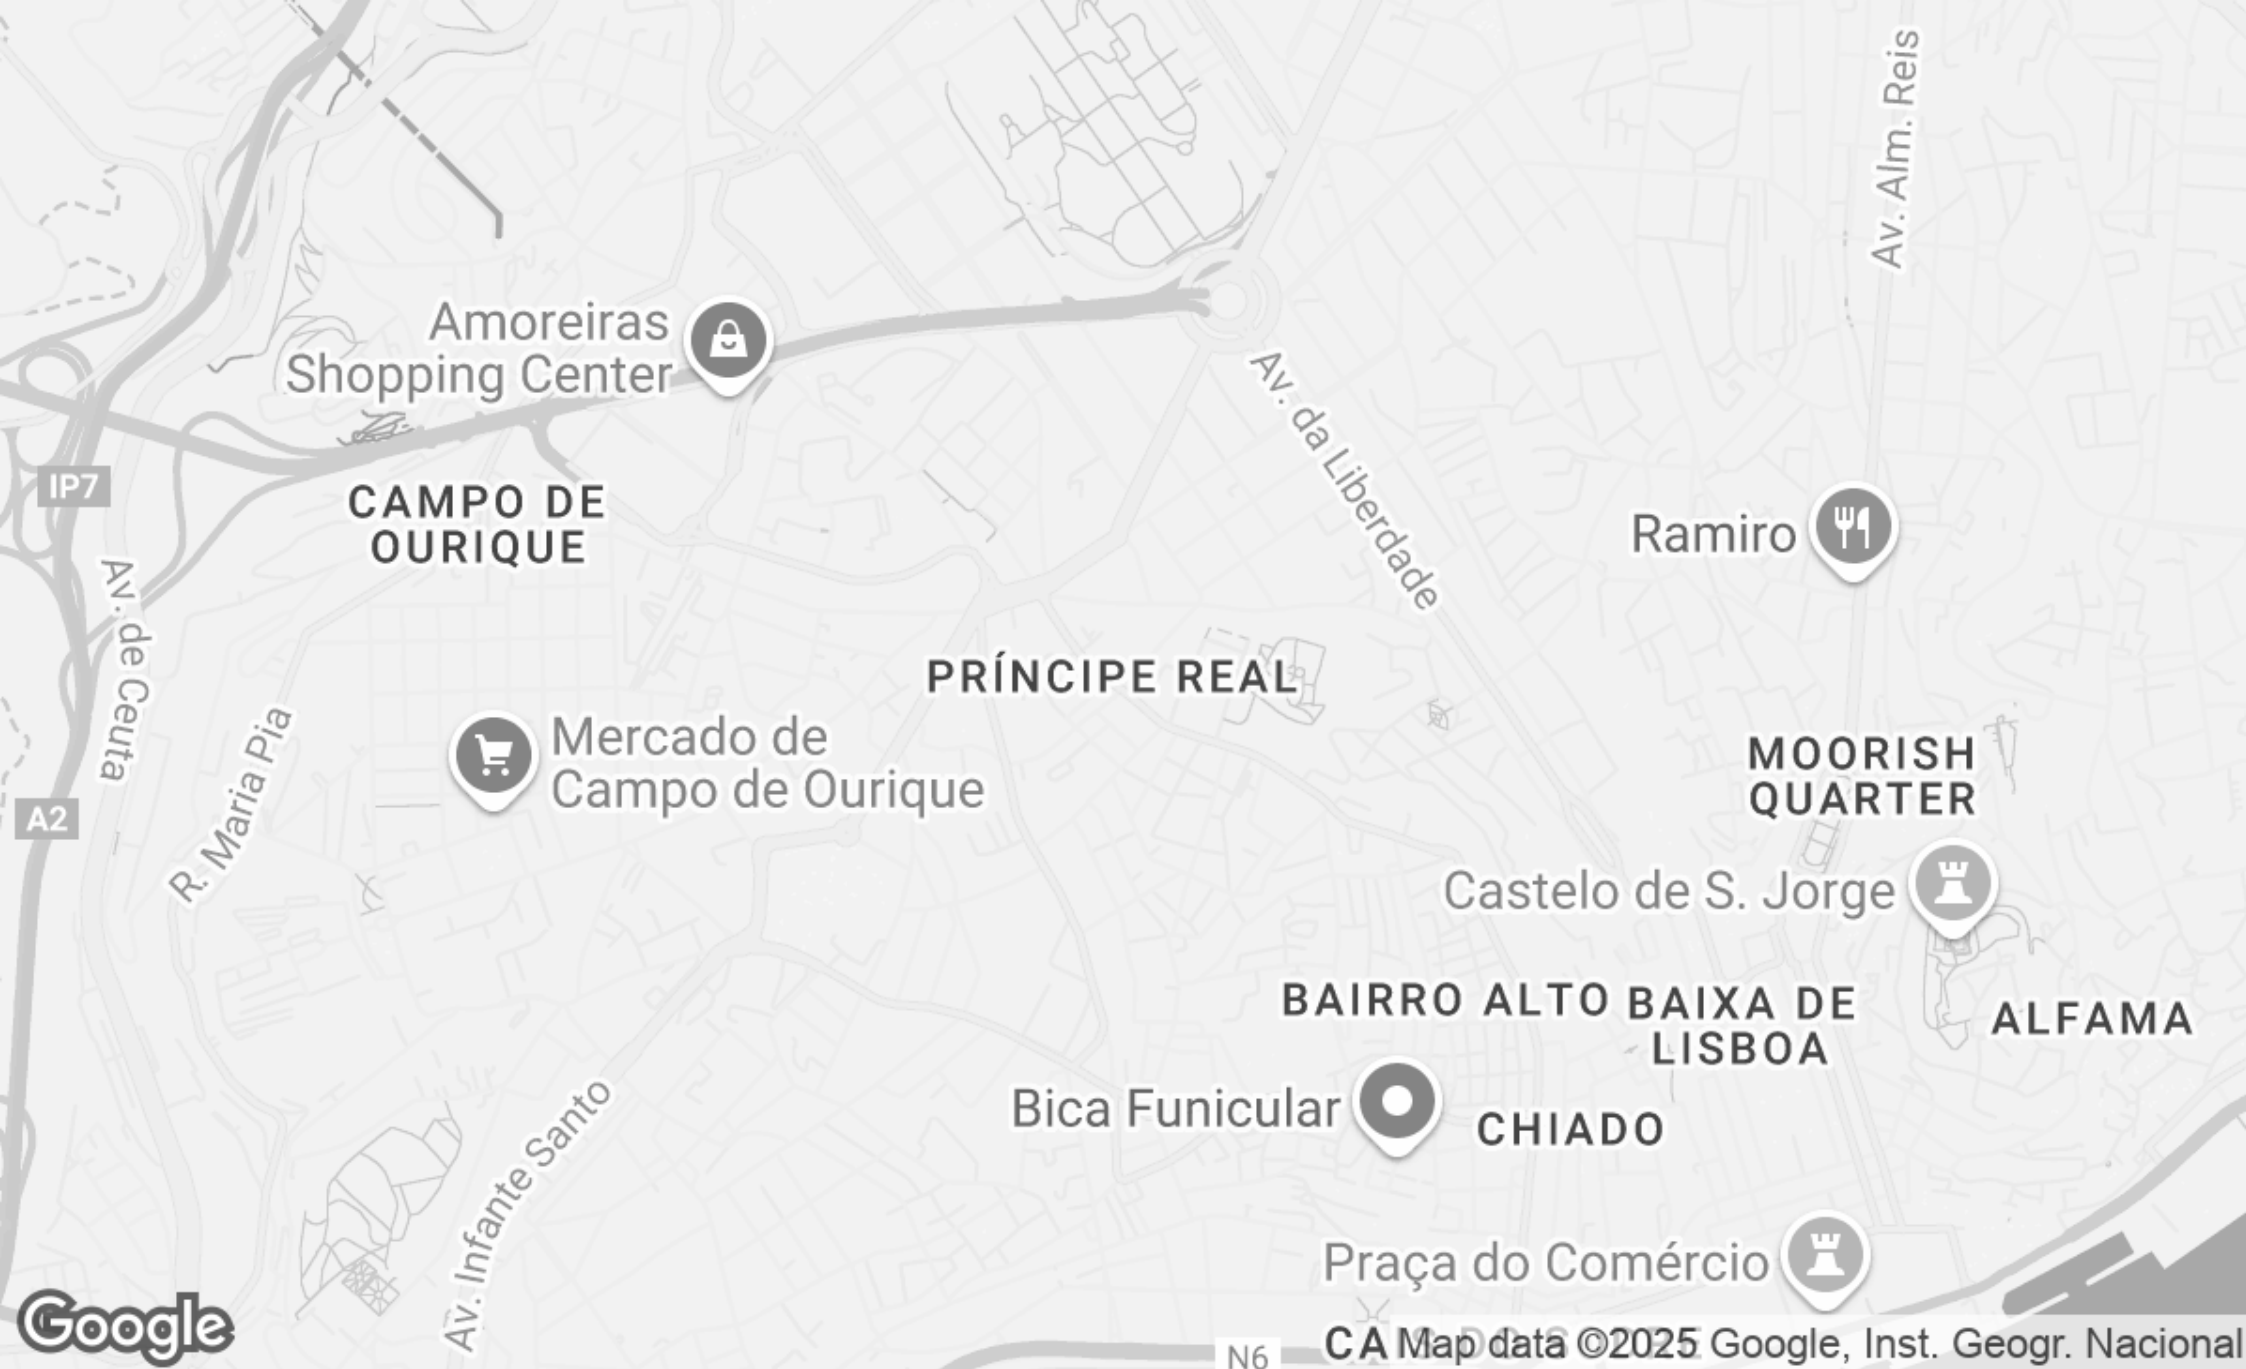 Av. Alm. Reis
Amoreiras
Shopping Center
Av. da Liberdade
IP7
CAMPO DE
OURIQUE
Ramiro
Av. de Ceuta
PRÍNCIPE REAL
R. Maria Pia
Mercado de
Campo de Ourique
MOORISH
QUARTER
A2
Castelo de S. Jorge
BAIRRO ALTO
BAIXA DE
LISBOA
ALFAMA
Bica Funicular
CHIADO
Av. Infante Santo
Praça do Comércio
Google
N6
Map data ©2025 Google, Inst. Geogr. Nacional